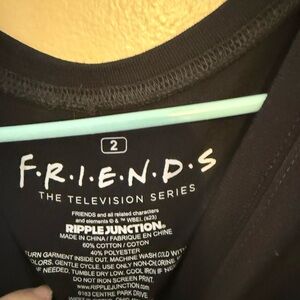 2
F·R·I·E·N·D·S
THE TELEVISION SERIES
FRIENDS and all related characters
and elements © & ™ WBEI. (s23)
RIPPLE JUNCTION®
MADE IN CHINA / FABRIQUE EN CHINE
60% COTTON / COTON
40% POLYESTER
TURN GARMENT INSIDE OUT. MACHINE WASH COLD WITH
COLORS. GENTLE CYCLE. USE ONLY NON-CHLORINE
IF NEEDED. TUMBLE DRY LOW. COOL IRON IF
DO NOT IRON SCREEN PRINT.
www.RIPPLEJUNCTION.com
6103 CENTRE PARK DRIVE